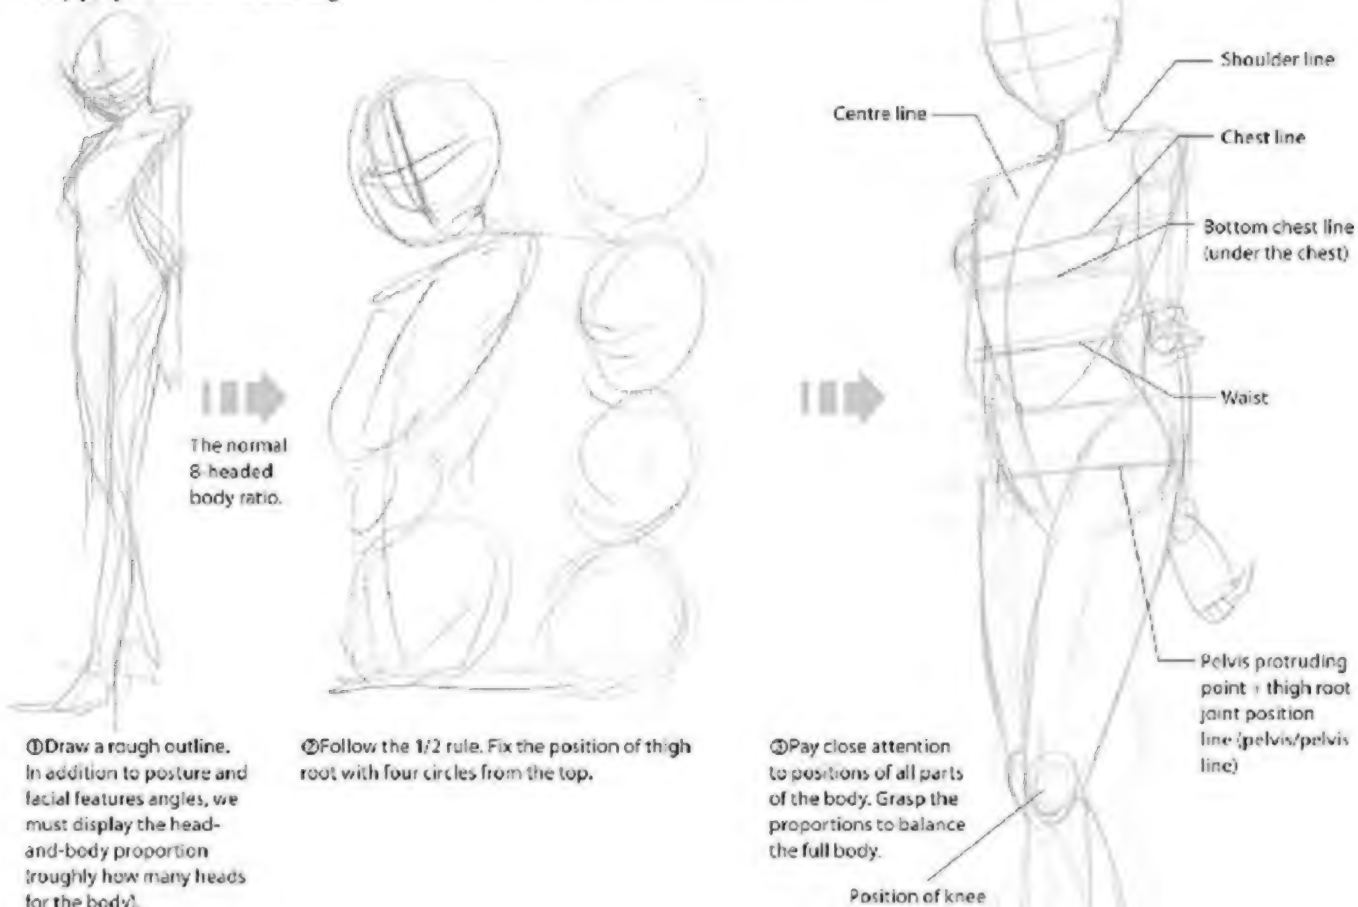 The normal
8-headed
body ratio.
①Draw a rough outline.
In addition to posture and
facial features angles, we
must display the head-
and-body proportion
(roughly how many heads
for the body).
②Follow the 1/2 rule. Fix the position of thigh
root with four circles from the top.
Centre line
Shoulder line
Chest line
Bottom chest line
(under the chest)
Waist
Pelvis protruding
point + thigh root
joint position
line (pelvis/pelvis
line)
③Pay close attention
to positions of all parts
of the body. Grasp the
proportions to balance
the full body.
Position of knee